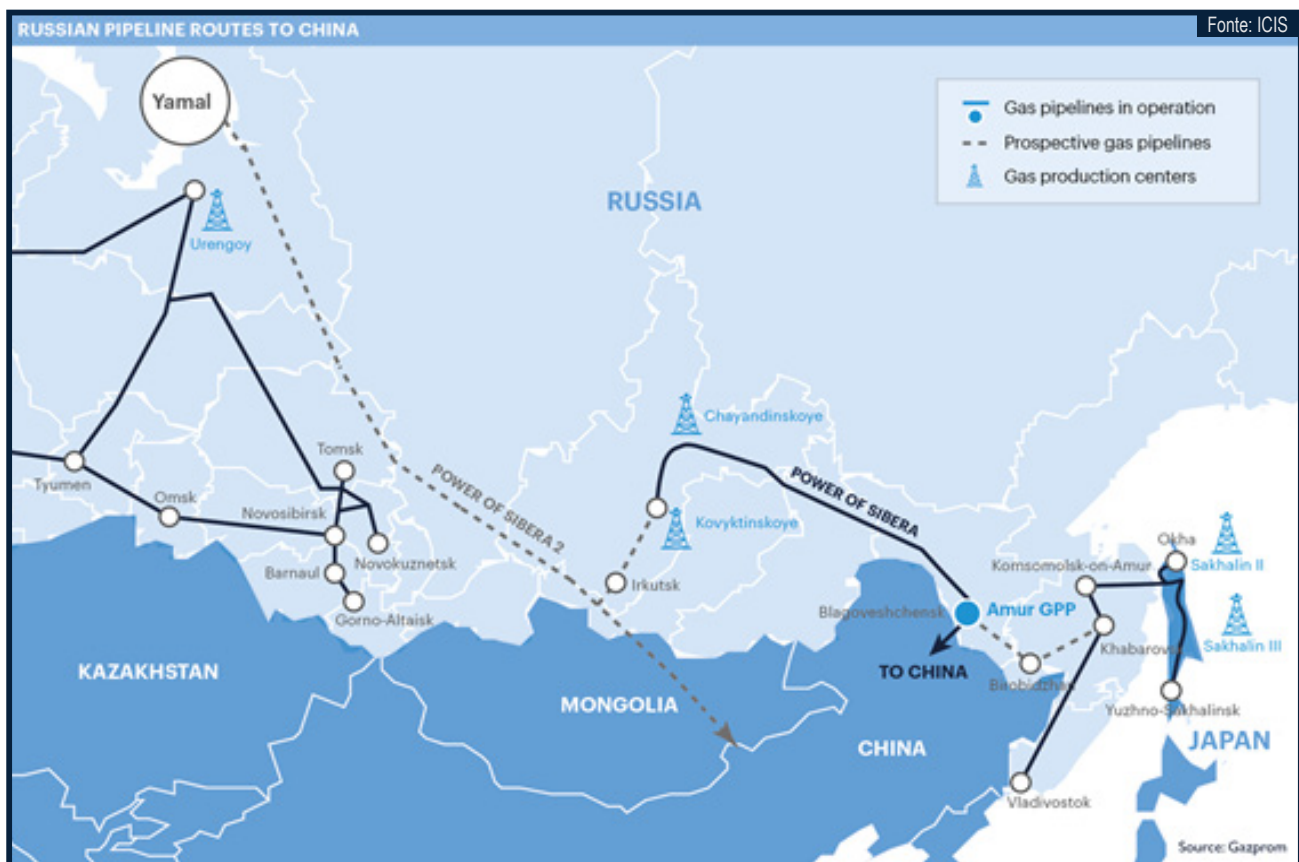 RUSSIAN PIPELINE ROUTES TO CHINA
Fonte: ICIS
Yamal
Gas pipelines in operation
Prospective gas pipelines
Gas production centers
RUSSIA
Urengoy
Chayandinskoye
Tomsk
Tyumen
Omsk
POWER OF SIBERA 2
POWER OF SIBERA
Novosibirsk
Kovyktinskoye
Okha
Novokuznetsk
Komsomolsk-on-Amur
Sakhalin II
Barnaul
Irkutsk
Gorno-Altaisk
Blagoveshchensk
Amur GPP
Khabarovsk
Sakhalin III
KAZAKHSTAN
TO CHINA
Birobidzhan
MONGOLIA
Yuzhno-Sakhalinsk
CHINA
JAPAN
Vladivostok
Source: Gazprom